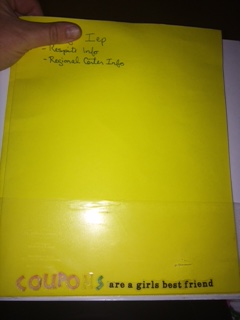 Iep
- Respite Info
- Regional Center Info
COUPONS are a girls best friend